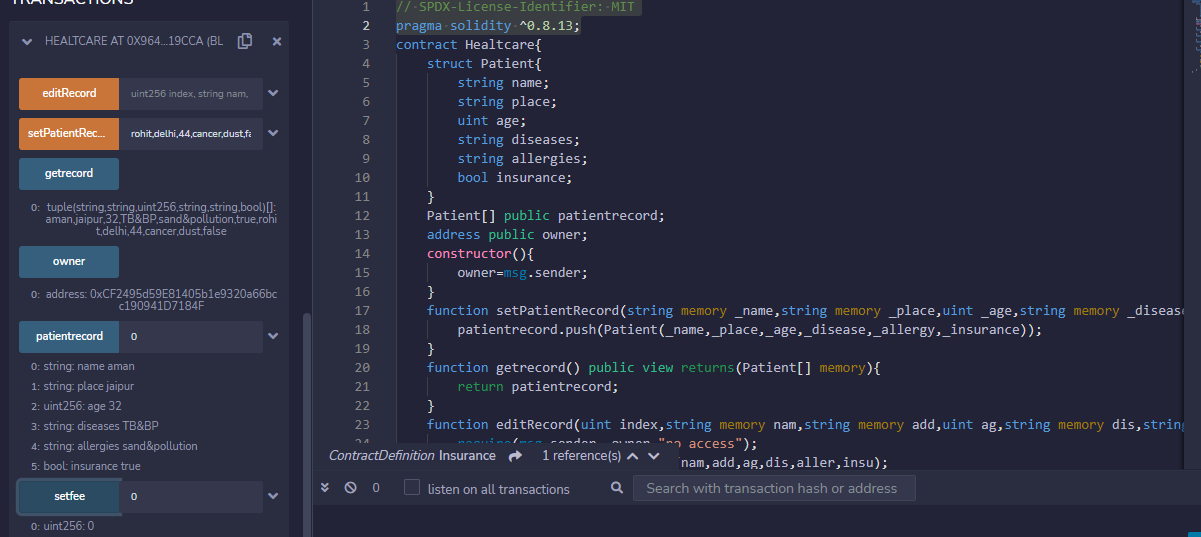 TRANSACTIONS
HEALTCARE AT 0X964...19CCA (BL
editRecord
uint256 index, string nam,
setPatientRec...
rohit,delhi,44,cancer,dust,fa
getrecord
0: tuple(string,string,uint256,string,string,bool)[]:
aman,jaipur,32,TB&BP,sand&pollution,true,rohi
t,delhi,44,cancer,dust,false
owner
0: address: 0xCF2495d59E81405b1e9320a66bc
c190941D7184F
patientrecord
0
0: string: name aman
1: string: place jaipur
2: uint256: age 32
3: string: diseases TB&BP
4: string: allergies sand&pollution
5: bool: insurance true
setfee
0
0: uint256: 0
1 // SPDX-License-Identifier: MIT
2 pragma solidity ^0.8.13;
3 contract Healtcare{
4 struct Patient{
5 string name;
6 string place;
7 uint age;
8 string diseases;
9 string allergies;
10 bool insurance;
11 }
12 Patient[] public patientrecord;
13 address public owner;
14 constructor(){
15 owner=msg.sender;
16 }
17 function setPatientRecord(string memory _name,string memory _place,uint _age,string memory _disease
18 patientrecord.push(Patient(_name,_place,_age,_disease,_allergy,_insurance));
19 }
20 function getrecord() public view returns(Patient[] memory){
21 return patientrecord;
22 }
23 function editRecord(uint index,string memory nam,string memory add,uint ag,string memory dis,string
24 require(msg.sender owner,"no access");
(nam,add,ag,dis,aller,insu);
ContractDefinition Insurance
1 reference(s)
0
listen on all transactions
Search with transaction hash or address